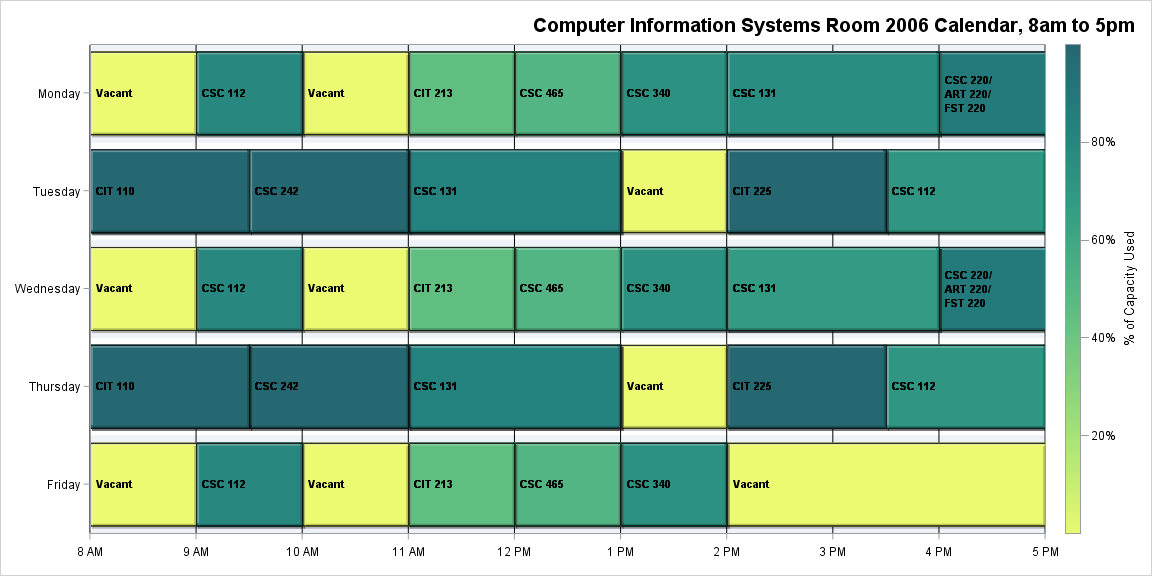 Computer Information Systems Room 2006 Calendar, 8am to 5pm
Monday
Vacant
CSC 112
Vacant
CIT 213
CSC 465
CSC 340
CSC 131
CSC 220/
ART 220/
FST 220
Tuesday
CIT 110
CSC 242
CSC 131
Vacant
CIT 225
CSC 112
Wednesday
Vacant
CSC 112
Vacant
CIT 213
CSC 465
CSC 340
CSC 131
CSC 220/
ART 220/
FST 220
Thursday
CIT 110
CSC 242
CSC 131
Vacant
CIT 225
CSC 112
Friday
Vacant
CSC 112
Vacant
CIT 213
CSC 465
CSC 340
Vacant
8 AM
9 AM
10 AM
11 AM
12 PM
1 PM
2 PM
3 PM
4 PM
5 PM
80%
60%
40%
20%
% of Capacity Used